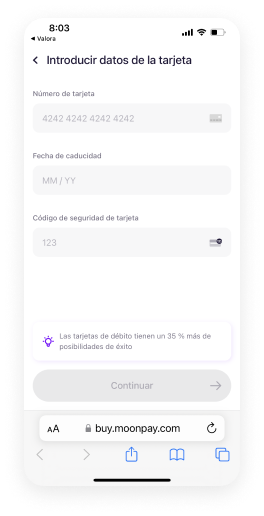 8:03
◀ Valora
Introducir datos de la tarjeta
Número de tarjeta
4242 4242 4242 4242
Fecha de caducidad
MM / YY
Código de seguridad de tarjeta
123
Las tarjetas de débito tienen un 35 % más de
posibilidades de éxito
Continuar
AA buy.moonpay.com